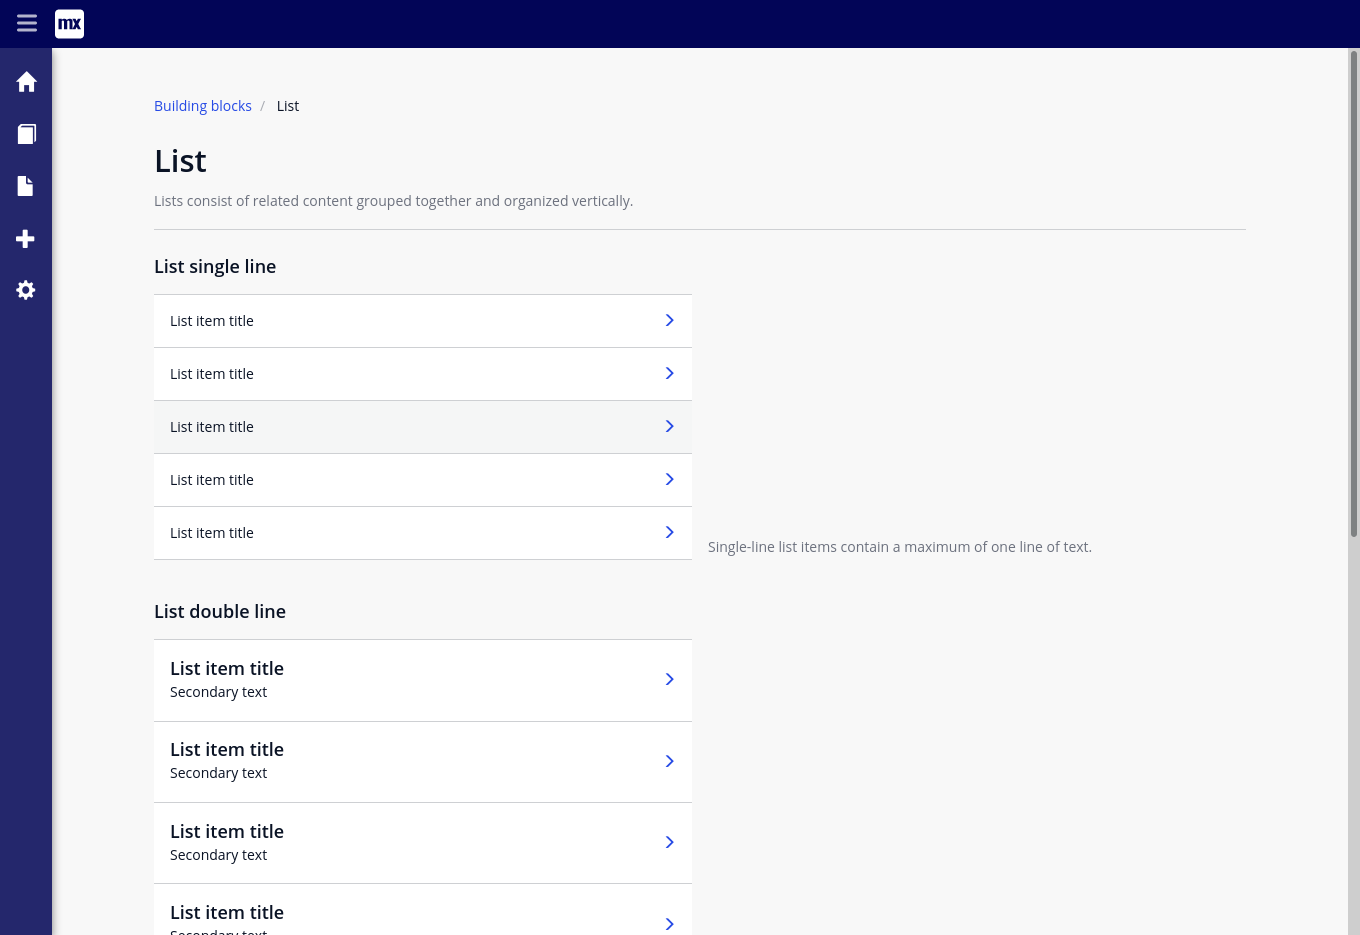 mx
Building blocks / List
List
Lists consist of related content grouped together and organized vertically.
List single line
List item title
List item title
List item title
List item title
List item title
Single-line list items contain a maximum of one line of text.
List double line
List item title
Secondary text
List item title
Secondary text
List item title
Secondary text
List item title
Secondary text